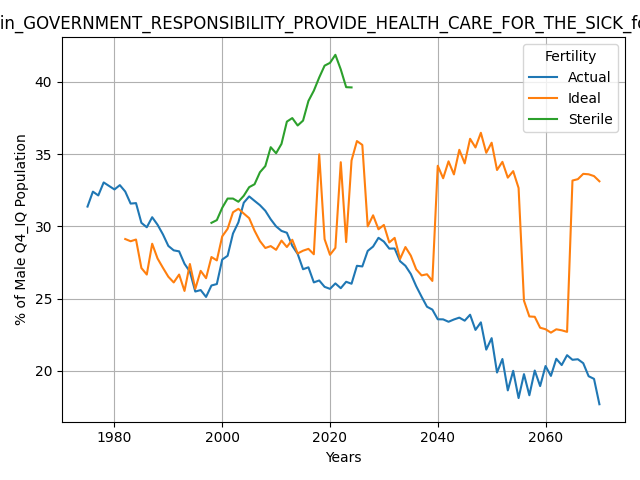 in_GOVERNMENT_RESPONSIBILITY_PROVIDE_HEALTH_CARE_FOR_THE_SICK_fo
Fertility
Actual
Ideal
Sterile
% of Male Q4_IQ Population
40
35
30
25
20
1980
2000
2020
2040
2060
Years